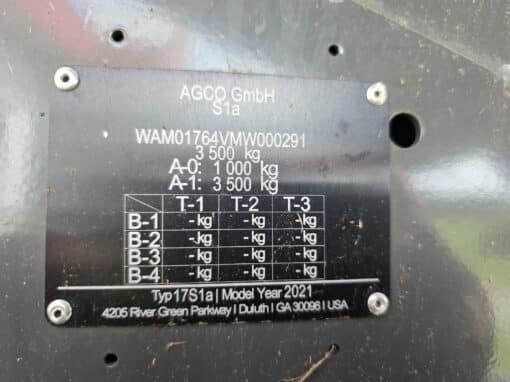 AGCO GmbH
S1a
WAM01764VMW000291
3 500 kg
A-0: 1 000 kg
A-1: 3 500 kg
T-1 T-2 T-3
B-1 - kg - kg - kg
B-2 - kg - kg - kg
B-3 - kg - kg - kg
B-4 - kg - kg - kg
Typ 17S1a | Model Year 2021
4205 River Green Parkway | Duluth | GA 30096 | USA